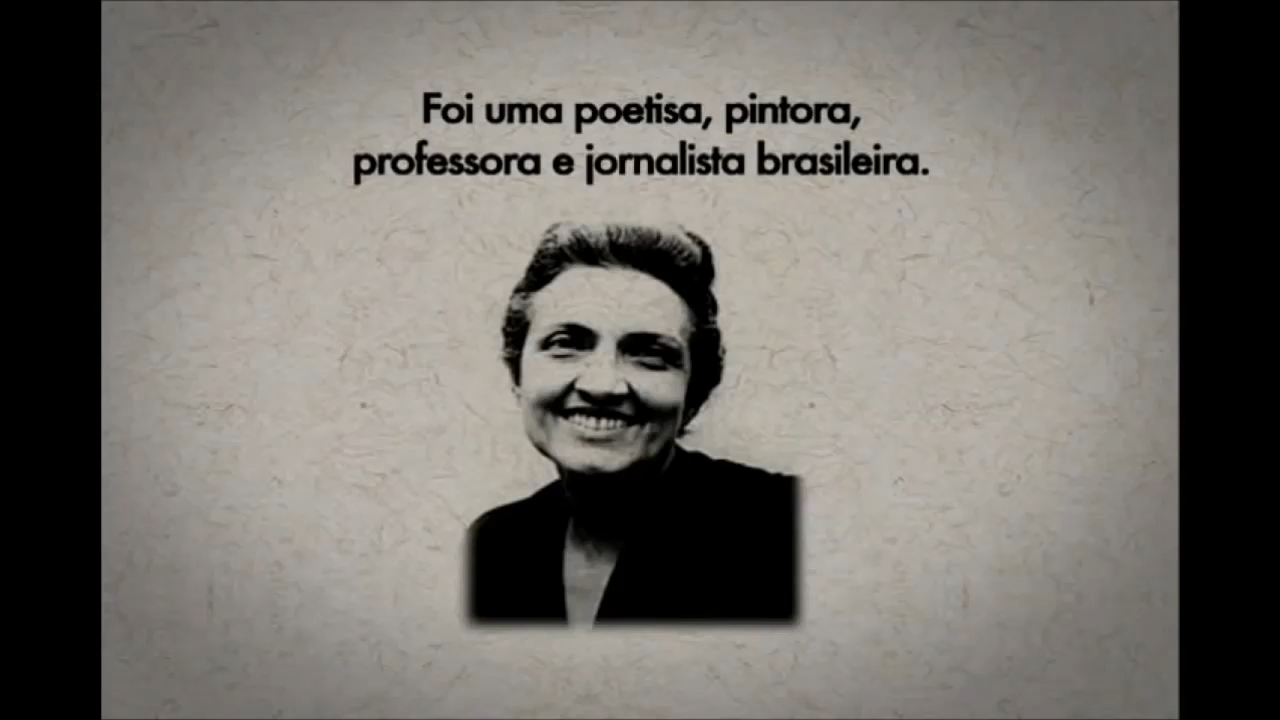 Foi uma poetisa, pintora,
professora e jornalista brasileira.